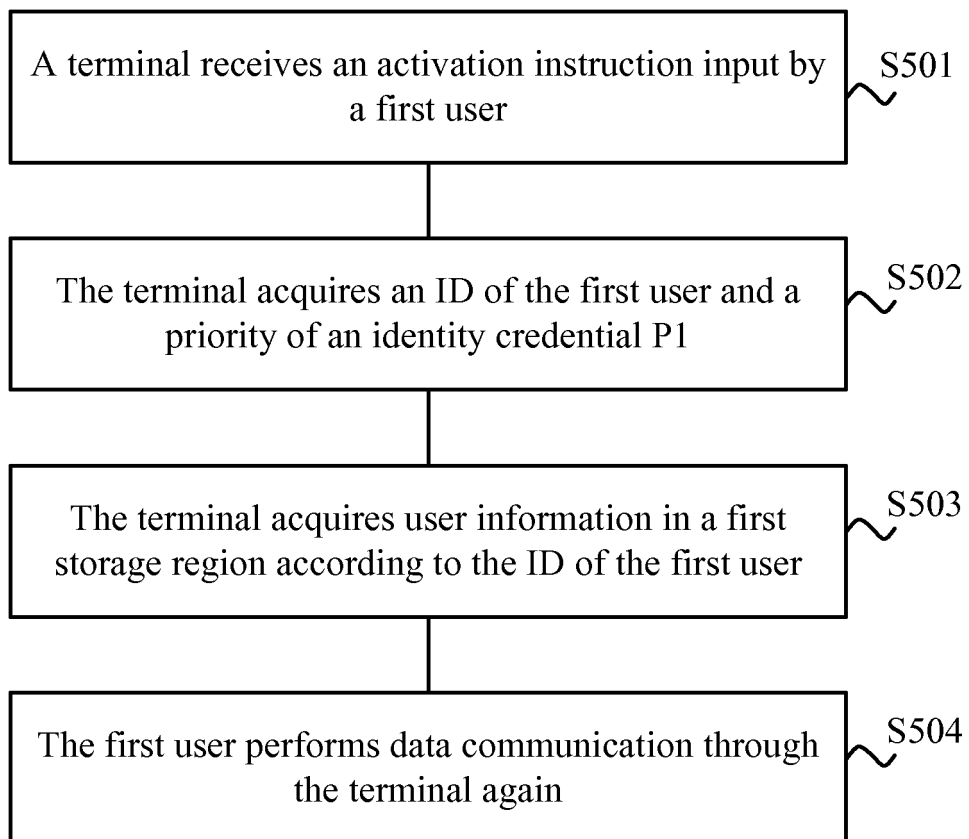 A terminal receives an activation instruction input by
a first user
S501
The terminal acquires an ID of the first user and a
priority of an identity credential P1
S502
The terminal acquires user information in a first
storage region according to the ID of the first user
S503
The first user performs data communication through
the terminal again
S504